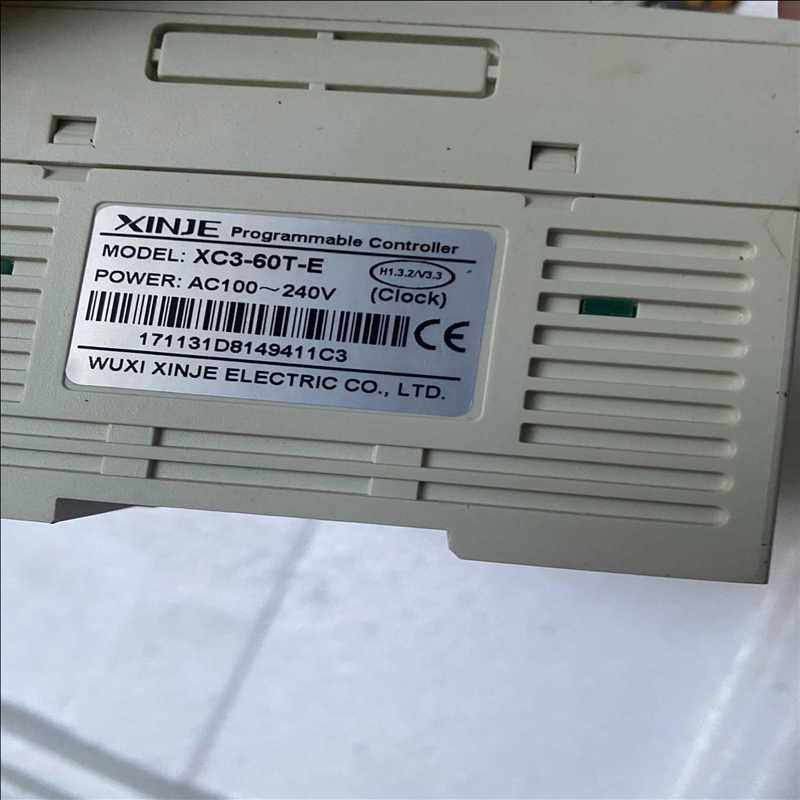 XINJE Programmable Controller
MODEL: XC3-60T-E
H1.3.2/V3.3
POWER: AC100～240V
(Clock)
CE
171131D8149411C3
WUXI XINJE ELECTRIC CO., LTD.